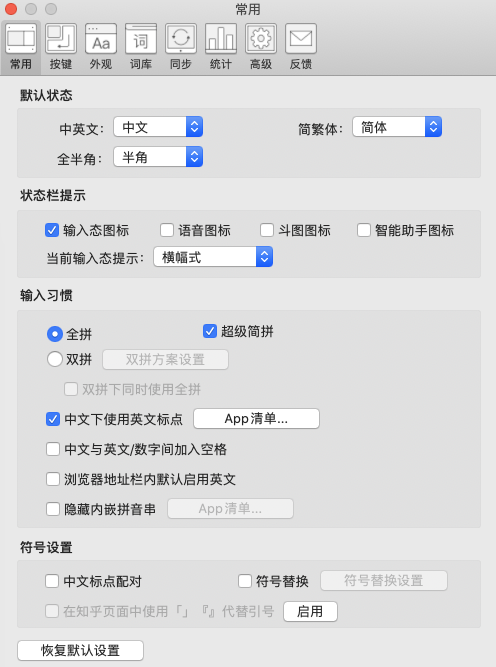 常用
Aa
词
常用 按键 外观 词库 同步 统计 高级 反馈
默认状态
中英文： 中文 简繁体： 简体
全半角： 半角
状态栏提示
输入态图标 语音图标 斗图图标 智能助手图标
当前输入态提示： 横幅式
输入习惯
全拼 超级简拼
双拼 双拼方案设置
双拼下同时使用全拼
中文下使用英文标点 App清单...
中文与英文/数字间加入空格
浏览器地址栏内默认启用英文
隐藏内嵌拼音串 App清单...
符号设置
中文标点配对 符号替换 符号替换设置
在知乎页面中使用「」『』代替引号 启用
恢复默认设置